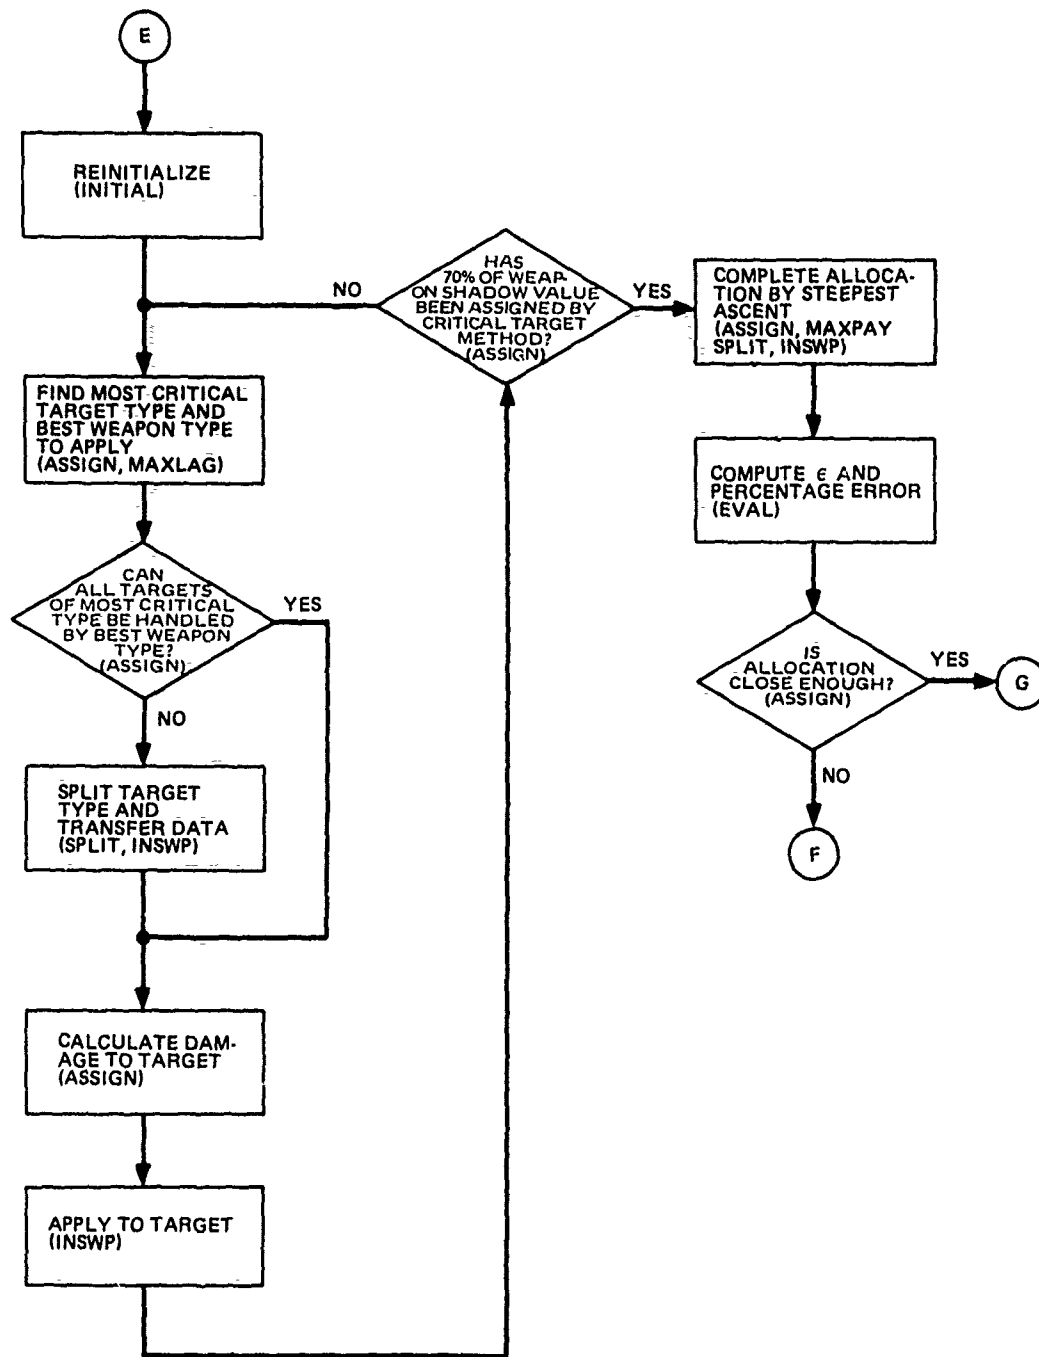 E
REINITIALIZE
(INITIAL)
FIND MOST CRITICAL
TARGET TYPE AND
BEST WEAPON TYPE
TO APPLY
(ASSIGN, MAXLAG)
CAN
ALL TARGETS
OF MOST CRITICAL
TYPE BE HANDLED
BY BEST WEAPON
TYPE?
(ASSIGN)
YES
NO
SPLIT TARGET
TYPE AND
TRANSFER DATA
(SPLIT, INSWP)
CALCULATE DAM-
AGE TO TARGET
(ASSIGN)
APPLY TO TARGET
(INSWP)
HAS
70% OF WEAP-
ON SHADOW VALUE
BEEN ASSIGNED BY
CRITICAL TARGET
METHOD?
(ASSIGN)
NO
YES
COMPLETE ALLOCA-
TION BY STEEPEST
ASCENT
(ASSIGN, MAXPAY
SPLIT, INSWP)
COMPUTE ϵ AND
PERCENTAGE ERROR
(EVAL)
IS
ALLOCATION
CLOSE ENOUGH?
(ASSIGN)
YES
G
NO
F